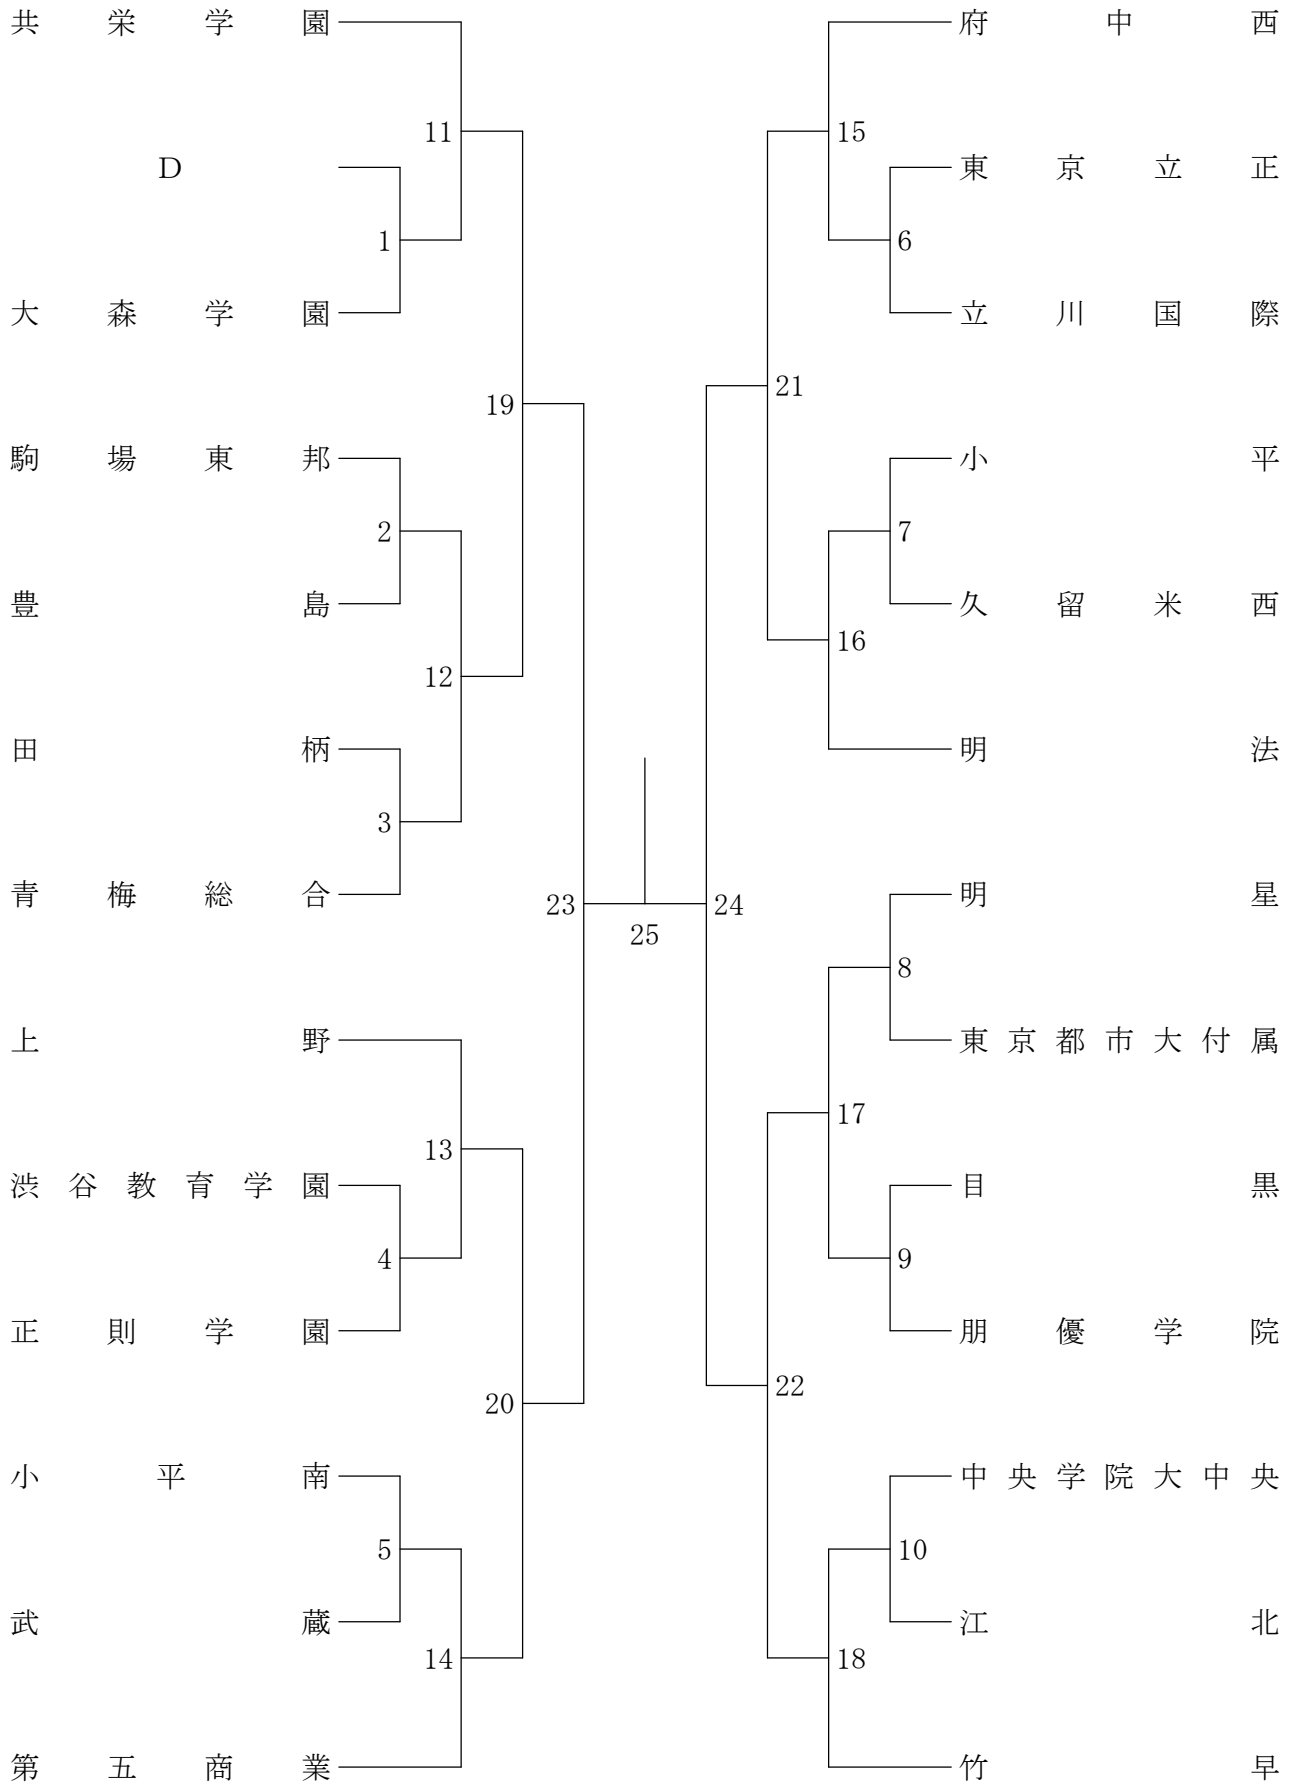 共栄学園
府中西
11
15
D
東京立正
1
6
大森学園
立川国際
21
19
駒場東邦
小平
2
7
豊島
久留米西
16
12
田柄
明法
3
青梅総合
明星
23
24
25
8
上野
東京都市大付属
17
13
渋谷教育学園
目黒
4
9
正則学園
朋優学院
22
20
小平南
中央学院大中央
5
10
武蔵
江北
14
18
第五商業
竹早